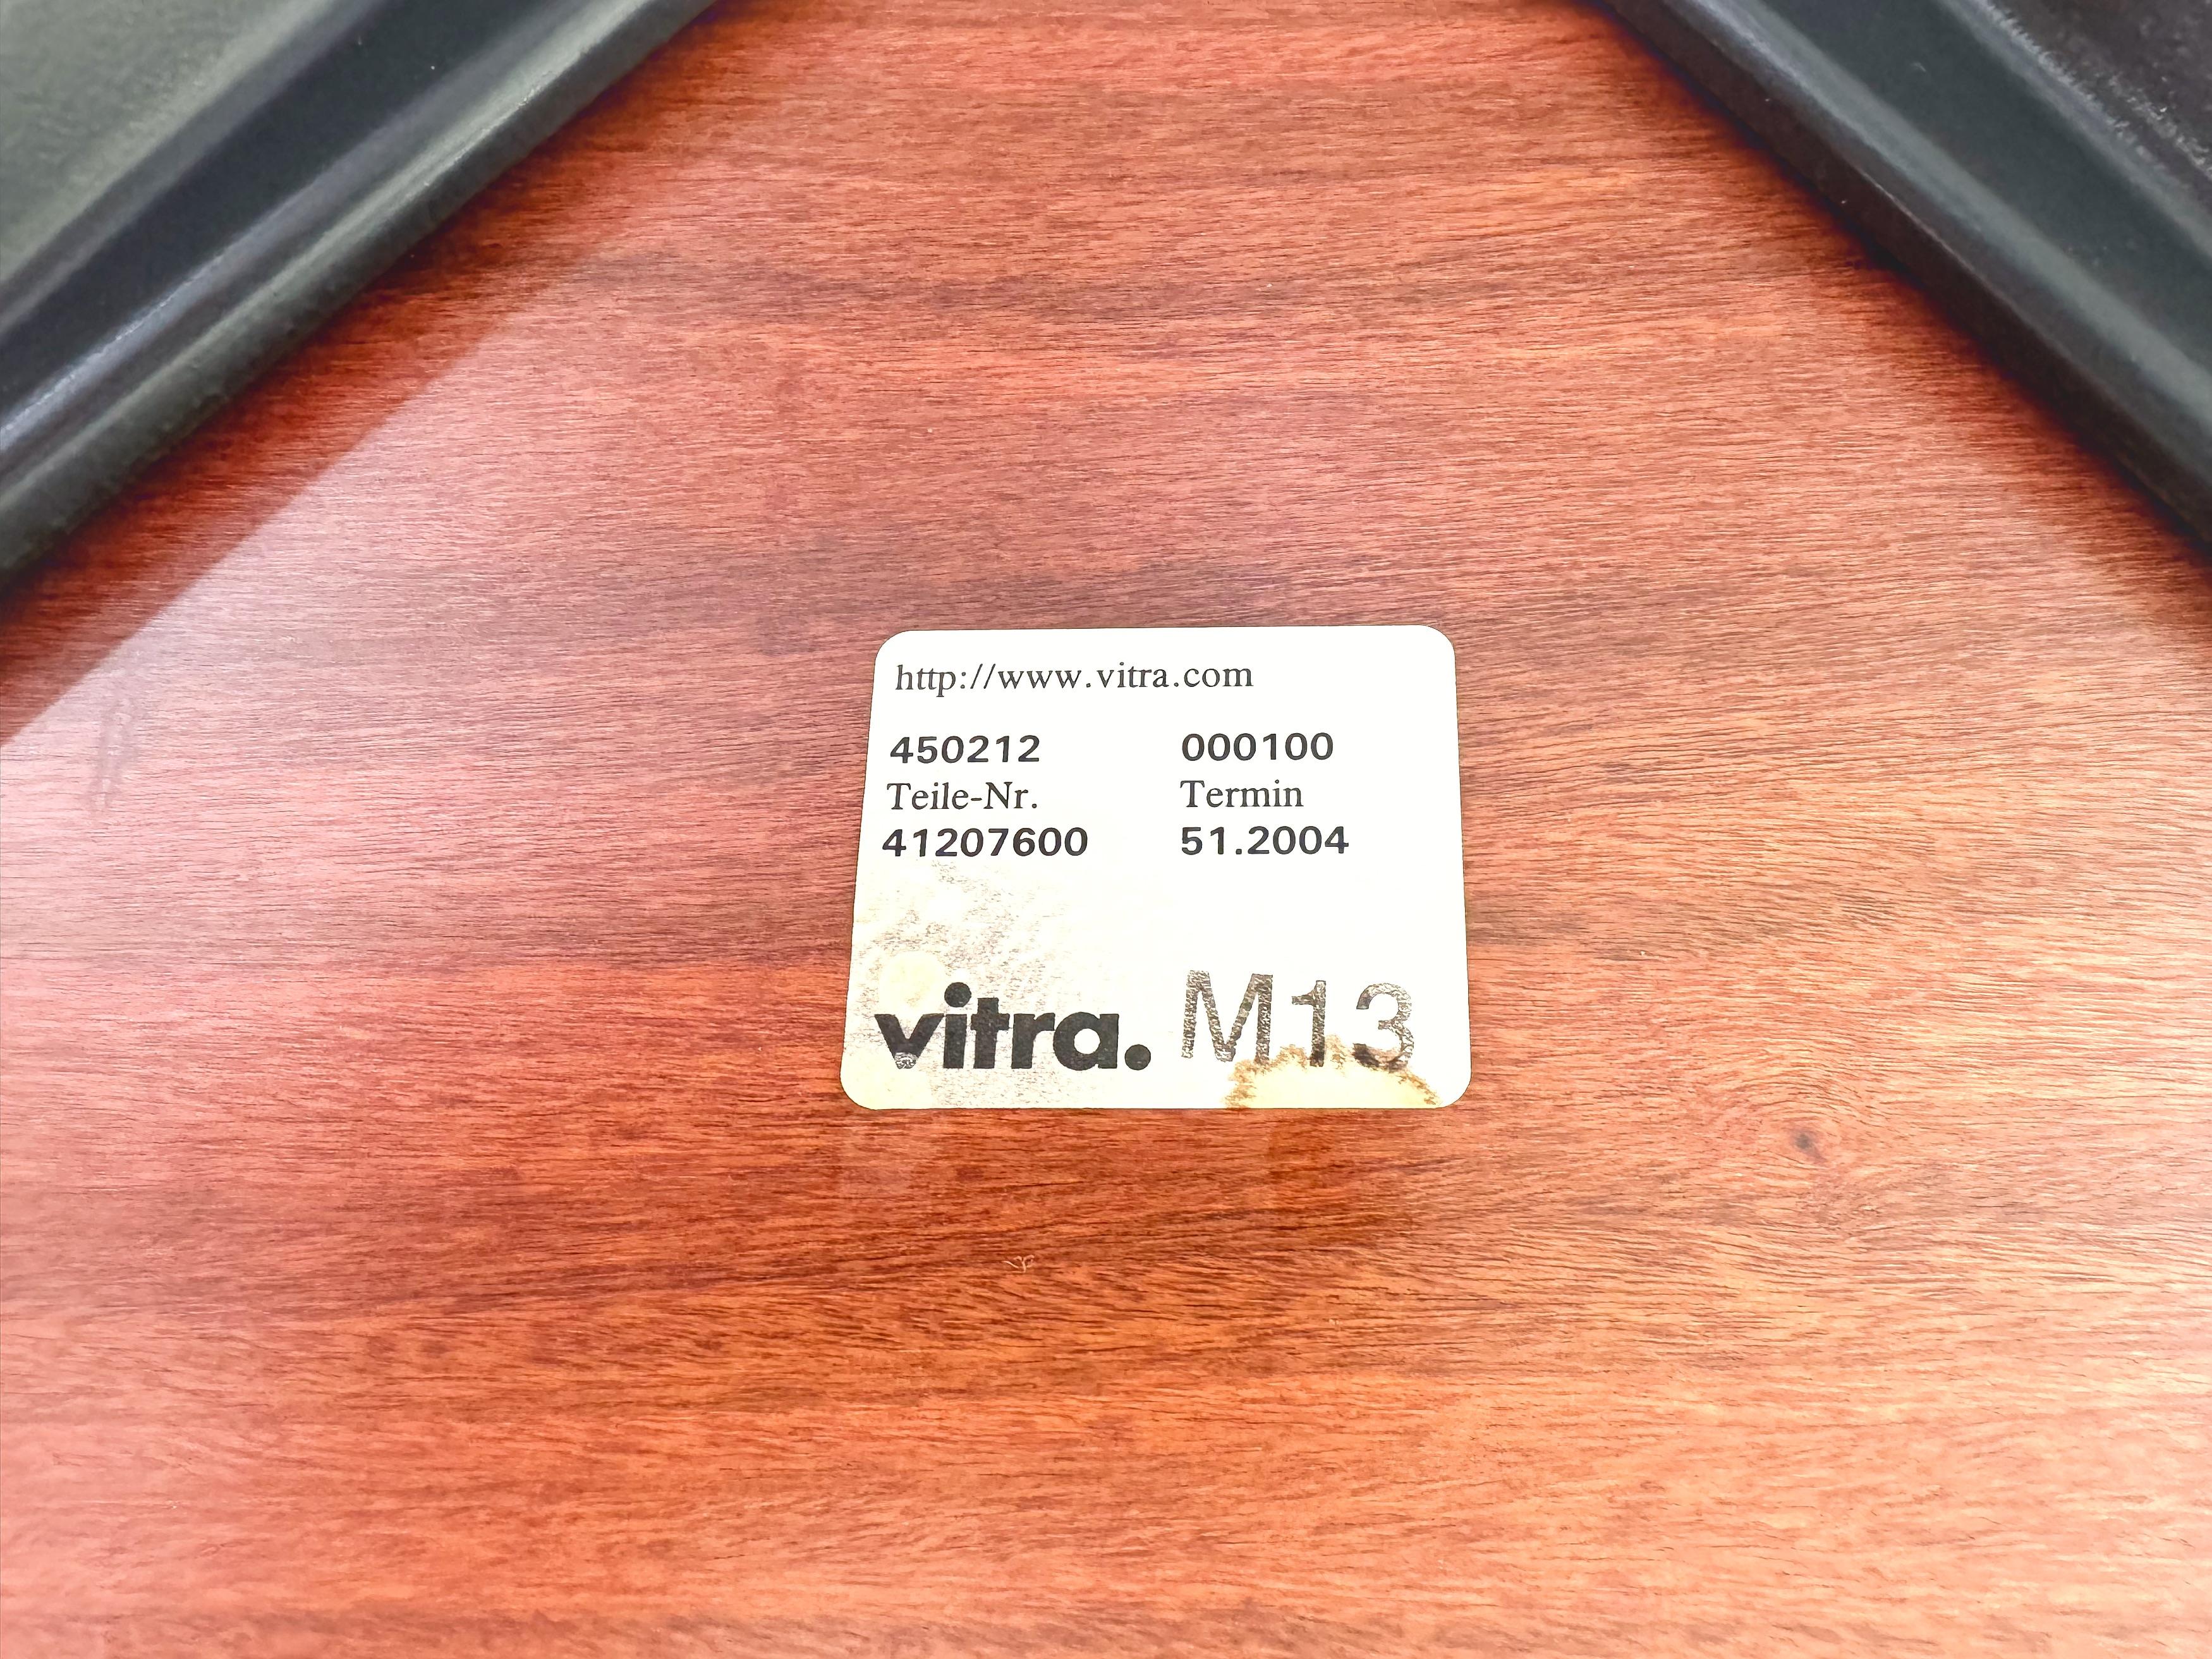 http://www.vitra.com
450212 000100
Teile-Nr. Termin
41207600 51.2004
vitra. M13